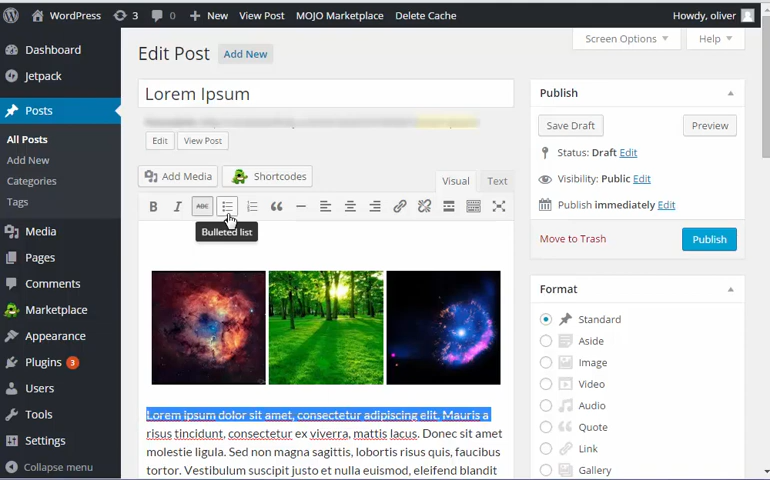 WordPress 3 0 New View Post MOJO Marketplace Delete Cache Howdy, oliver
Screen Options Help
Edit Post Add New
Dashboard
Jetpack
Posts
All Posts
Add New
Categories
Tags
Media
Pages
Comments
Marketplace
Appearance
Plugins 3
Users
Tools
Settings
Collapse menu
Lorem Ipsum
Edit View Post
Add Media Shortcodes
Visual Text
B I ABC
Bulleted list
Lorem ipsum dolor sit amet, consectetur adipiscing elit. Mauris a
risus tincidunt, consectetur ex viverra, mattis lacus. Donec sit amet
molestie ligula. Sed non magna sagittis, lobortis risus quis, faucibus
tortor. Vestibulum suscipit justo et nulla euismod, eleifend blandit
Publish
Save Draft Preview
Status: Draft Edit
Visibility: Public Edit
Publish immediately Edit
Move to Trash Publish
Format
Standard
Aside
Image
Video
Audio
Quote
Link
Gallery